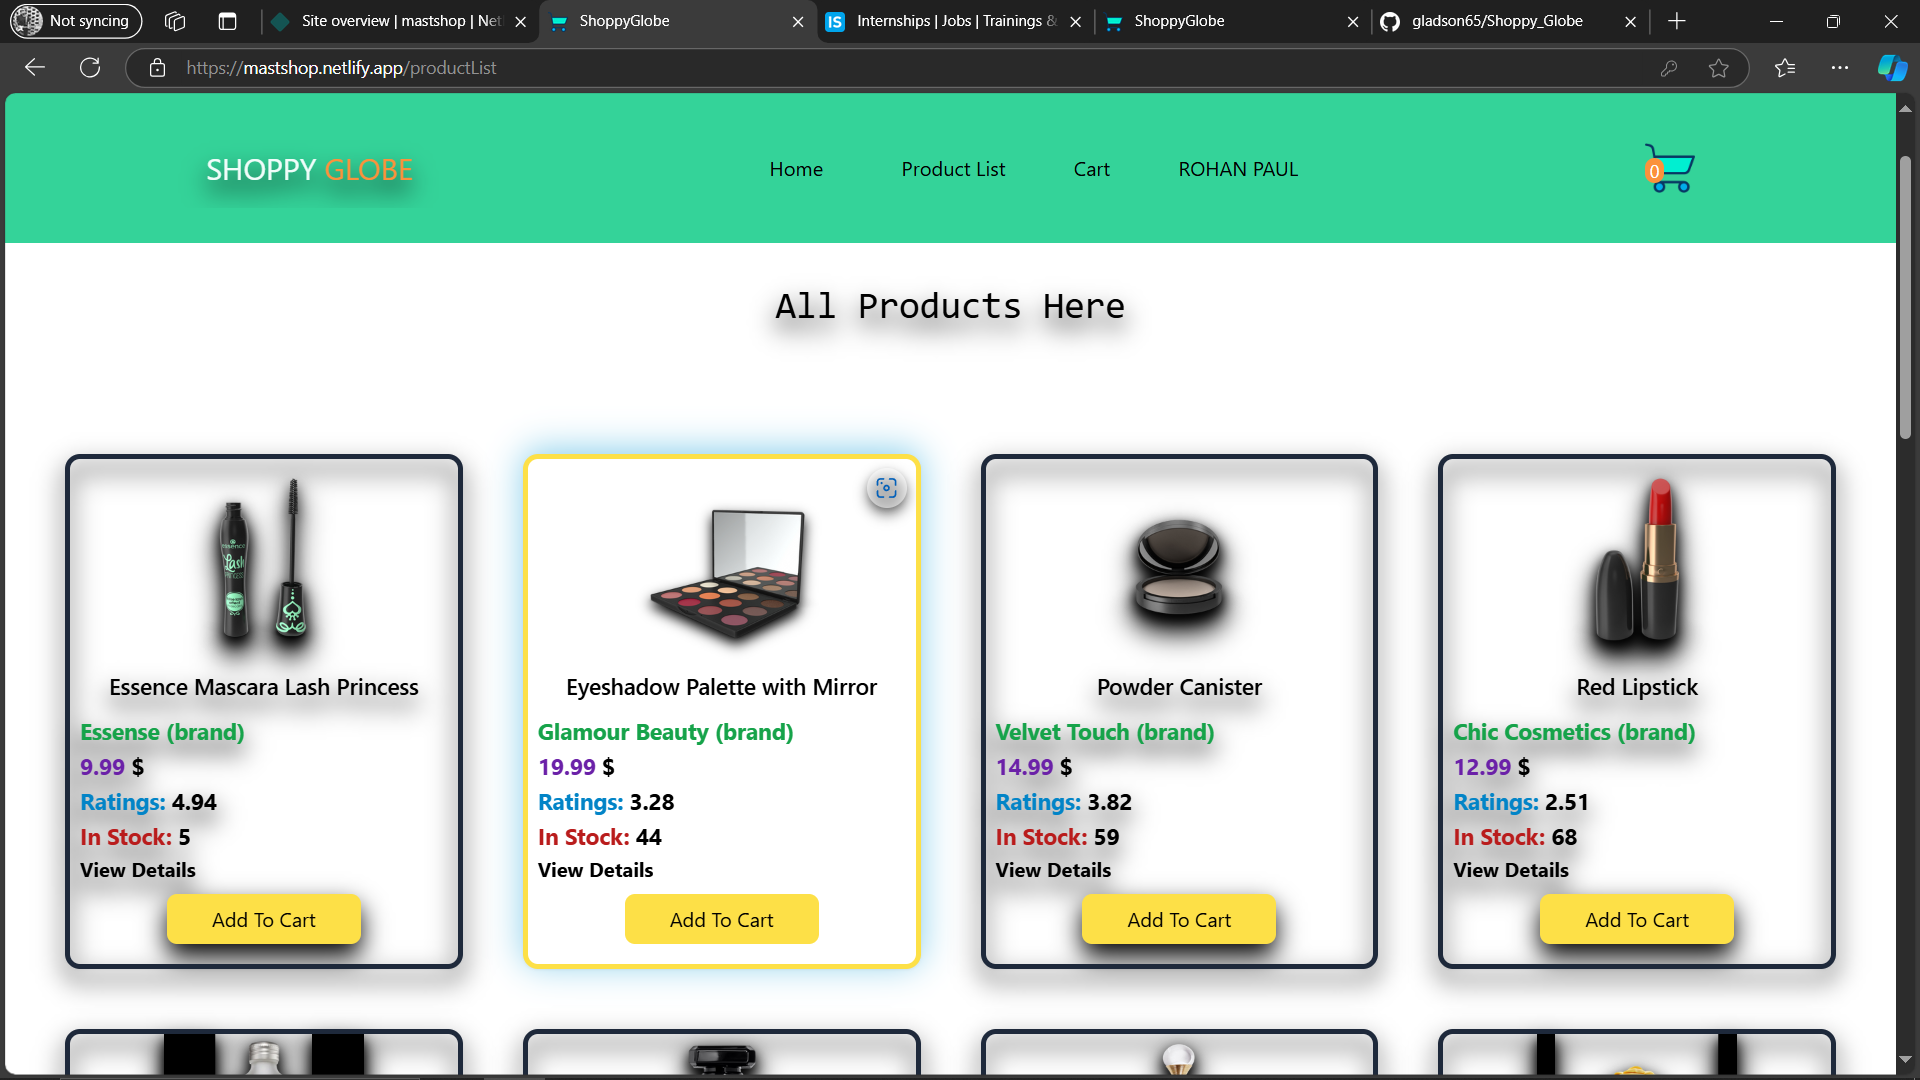 Not syncing
Site overview | mastshop | Net
ShoppyGlobe
Internships | Jobs | Trainings &
ShoppyGlobe
gladson65/Shoppy_Globe
https://mastshop.netlify.app/productList
SHOPPY GLOBE
Home
Product List
Cart
ROHAN PAUL
0
All Products Here
Essence Mascara Lash Princess
Essense (brand)
9.99 $
Ratings: 4.94
In Stock: 5
View Details
Add To Cart
Eyeshadow Palette with Mirror
Glamour Beauty (brand)
19.99 $
Ratings: 3.28
In Stock: 44
View Details
Add To Cart
Powder Canister
Velvet Touch (brand)
14.99 $
Ratings: 3.82
In Stock: 59
View Details
Add To Cart
Red Lipstick
Chic Cosmetics (brand)
12.99 $
Ratings: 2.51
In Stock: 68
View Details
Add To Cart